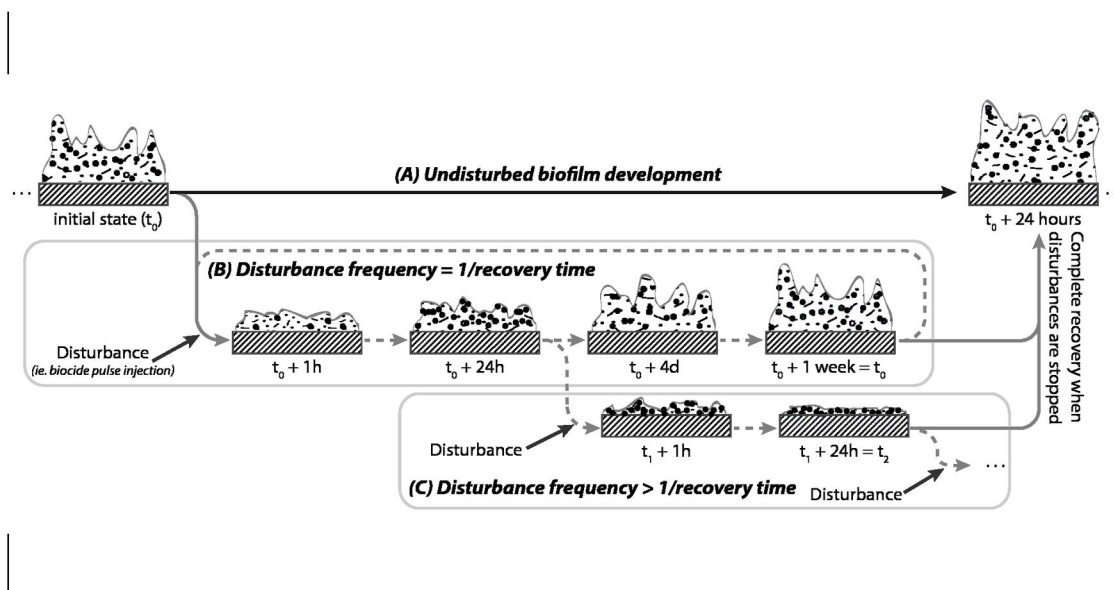 (A) Undisturbed biofilm development
...
initial state (t0)
t0 + 24 hours
(B) Disturbance frequency = 1/recovery time
Disturbance
(ie. biocide pulse injection)
t0 + 1h
t0 + 24h
t0 + 4d
t0 + 1 week = t0
Complete recovery when
disturbances are stopped
Disturbance
t1 + 1h
t1 + 24h = t2
...
(C) Disturbance frequency > 1/recovery time
Disturbance